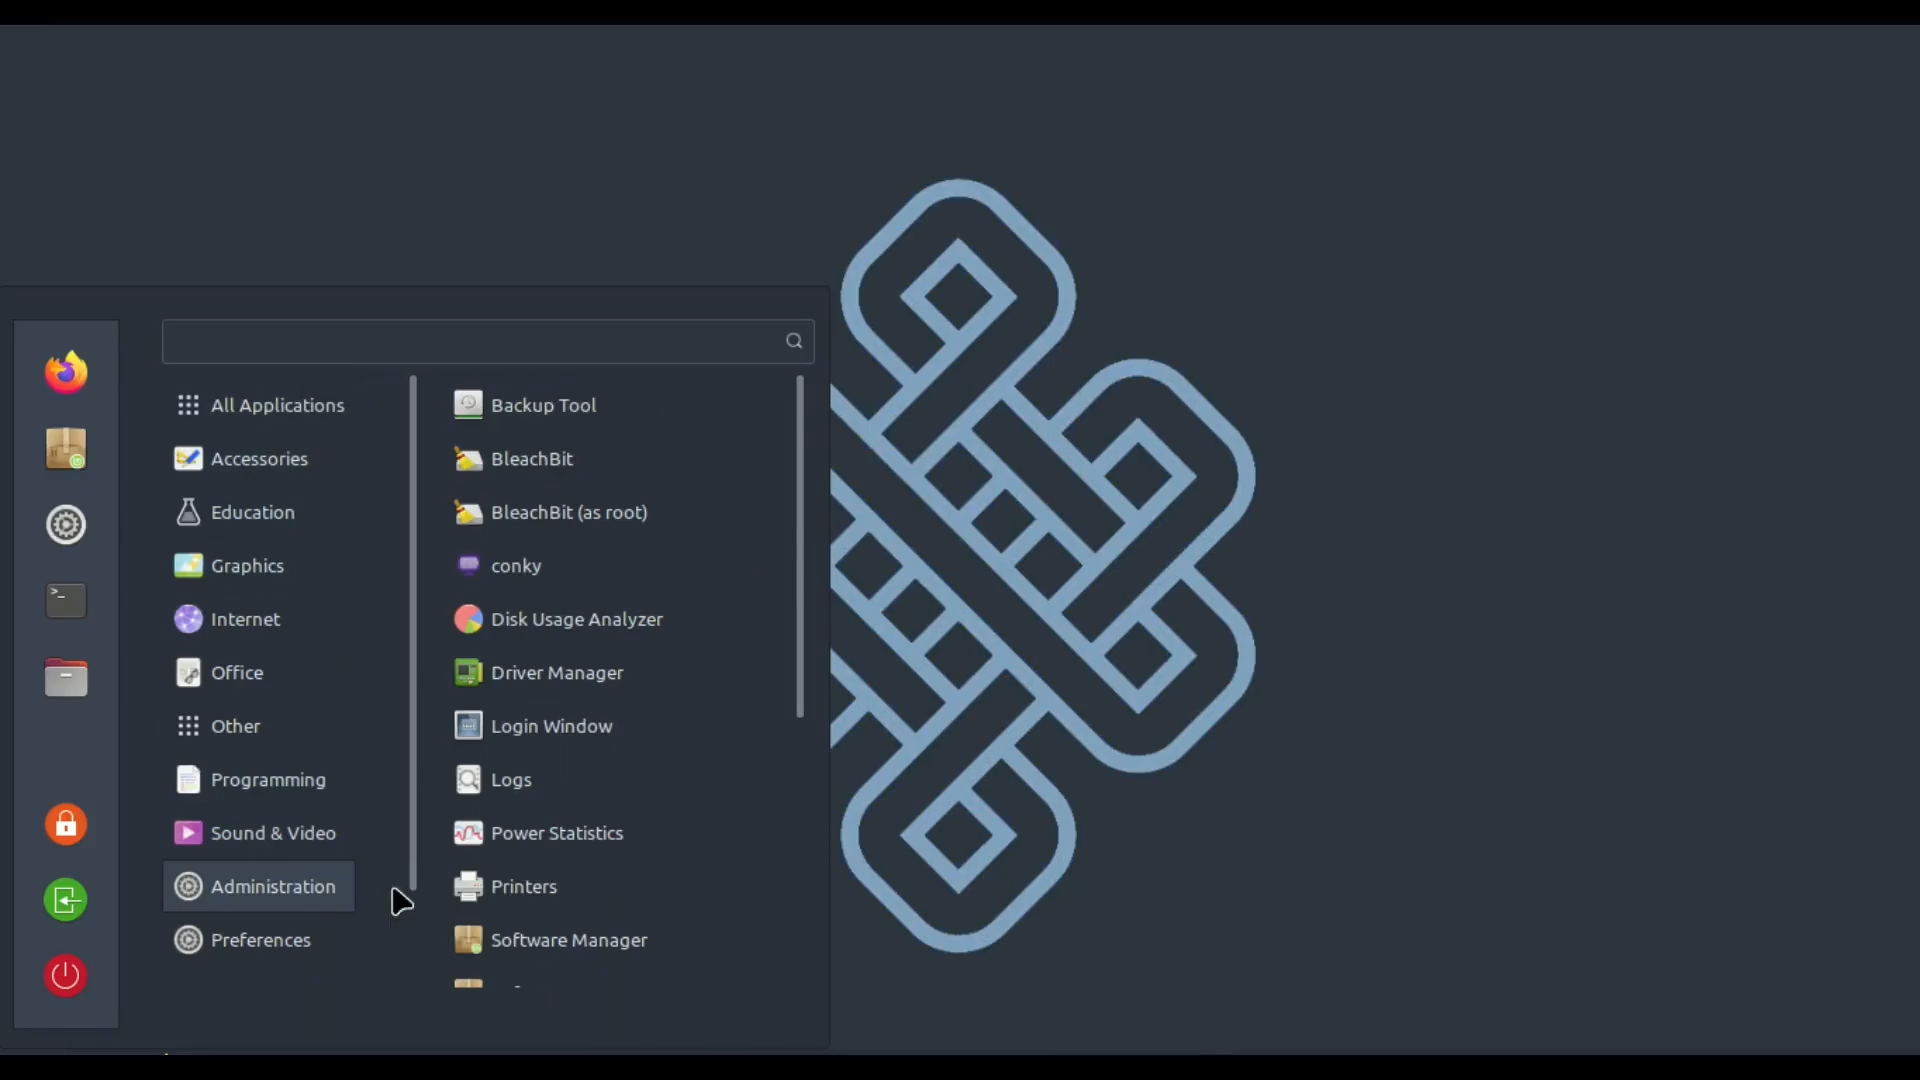 All Applications
Accessories
Education
Graphics
Internet
Office
Other
Programming
Sound & Video
Administration
Preferences
Backup Tool
BleachBit
BleachBit (as root)
conky
Disk Usage Analyzer
Driver Manager
Login Window
Logs
Power Statistics
Printers
Software Manager